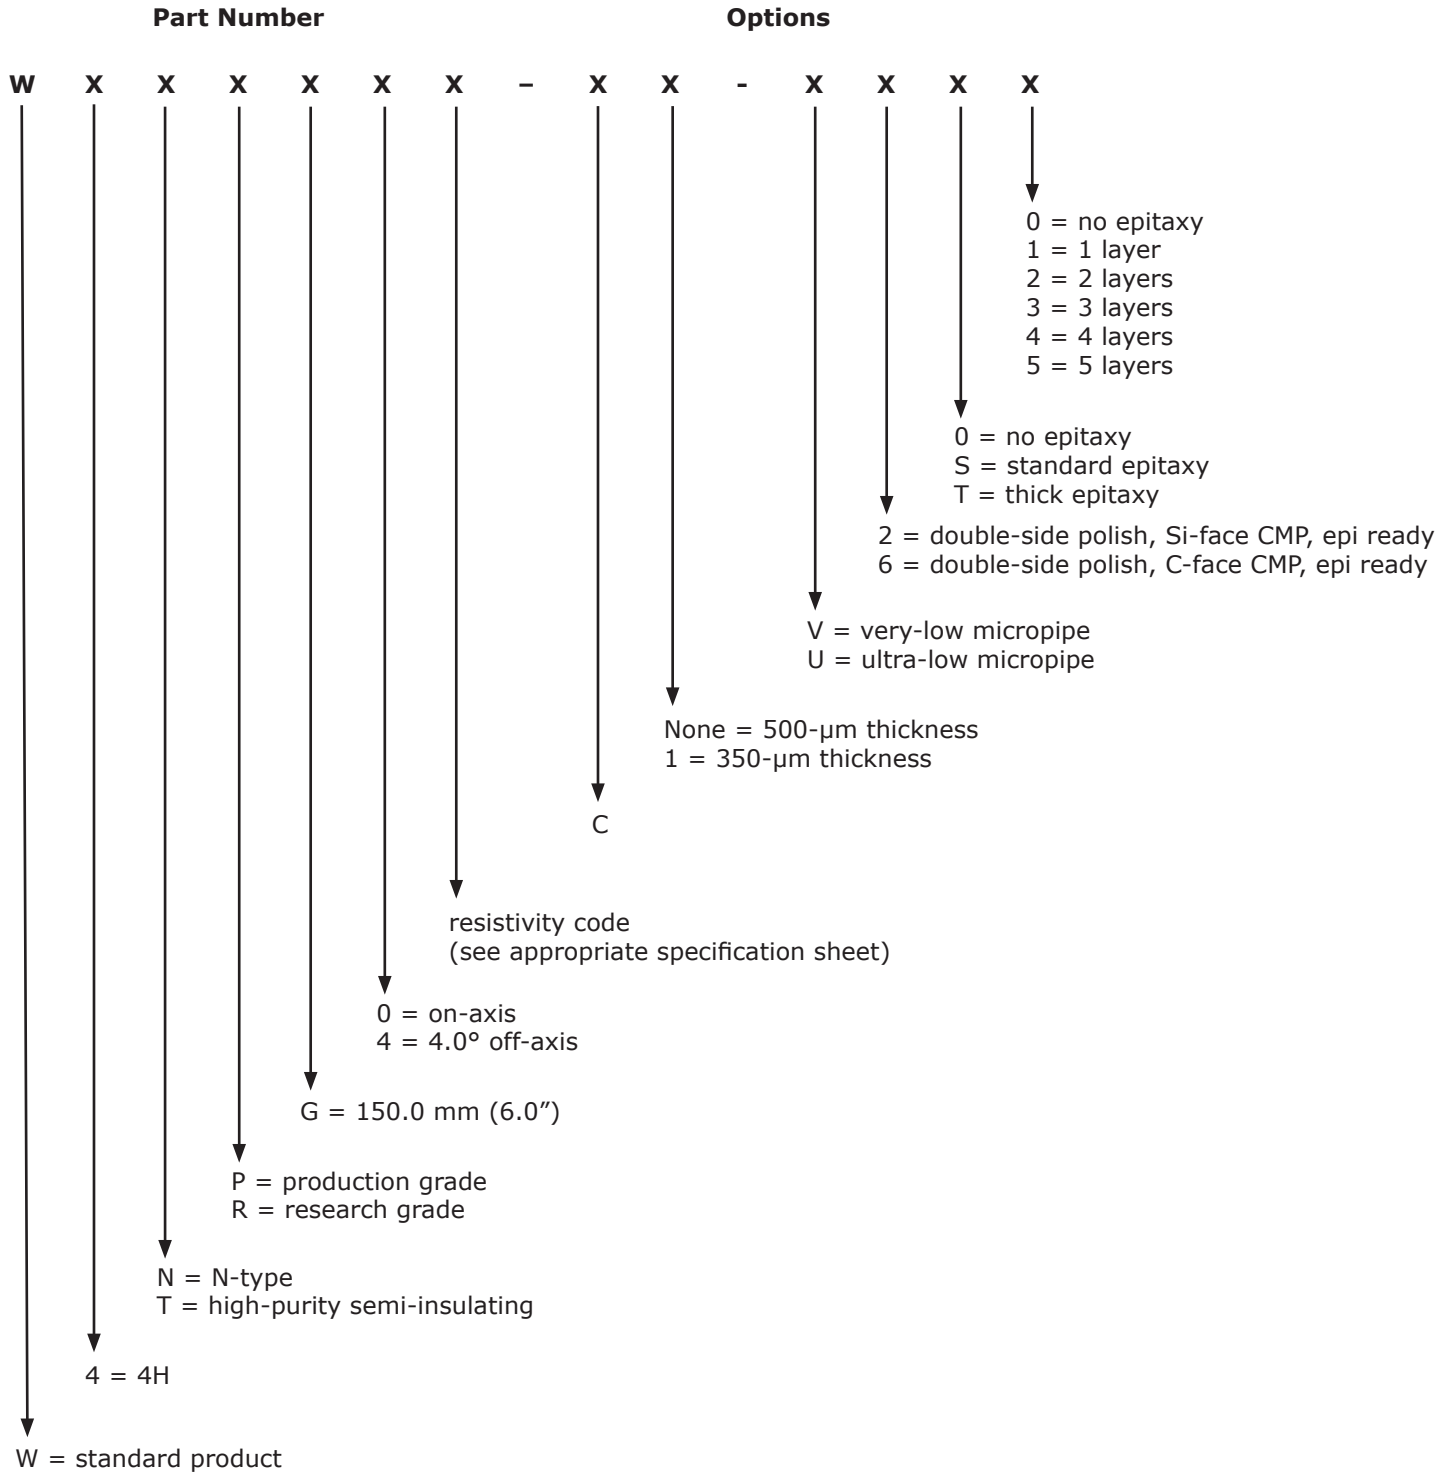 Part Number Options
W X X X X X X – X X - X X X X
0 = no epitaxy
1 = 1 layer
2 = 2 layers
3 = 3 layers
4 = 4 layers
5 = 5 layers
0 = no epitaxy
S = standard epitaxy
T = thick epitaxy
2 = double-side polish, Si-face CMP, epi ready
6 = double-side polish, C-face CMP, epi ready
V = very-low micropipe
U = ultra-low micropipe
None = 500-µm thickness
1 = 350-µm thickness
C
resistivity code
(see appropriate specification sheet)
0 = on-axis
4 = 4.0° off-axis
G = 150.0 mm (6.0″)
P = production grade
R = research grade
N = N-type
T = high-purity semi-insulating
4 = 4H
W = standard product